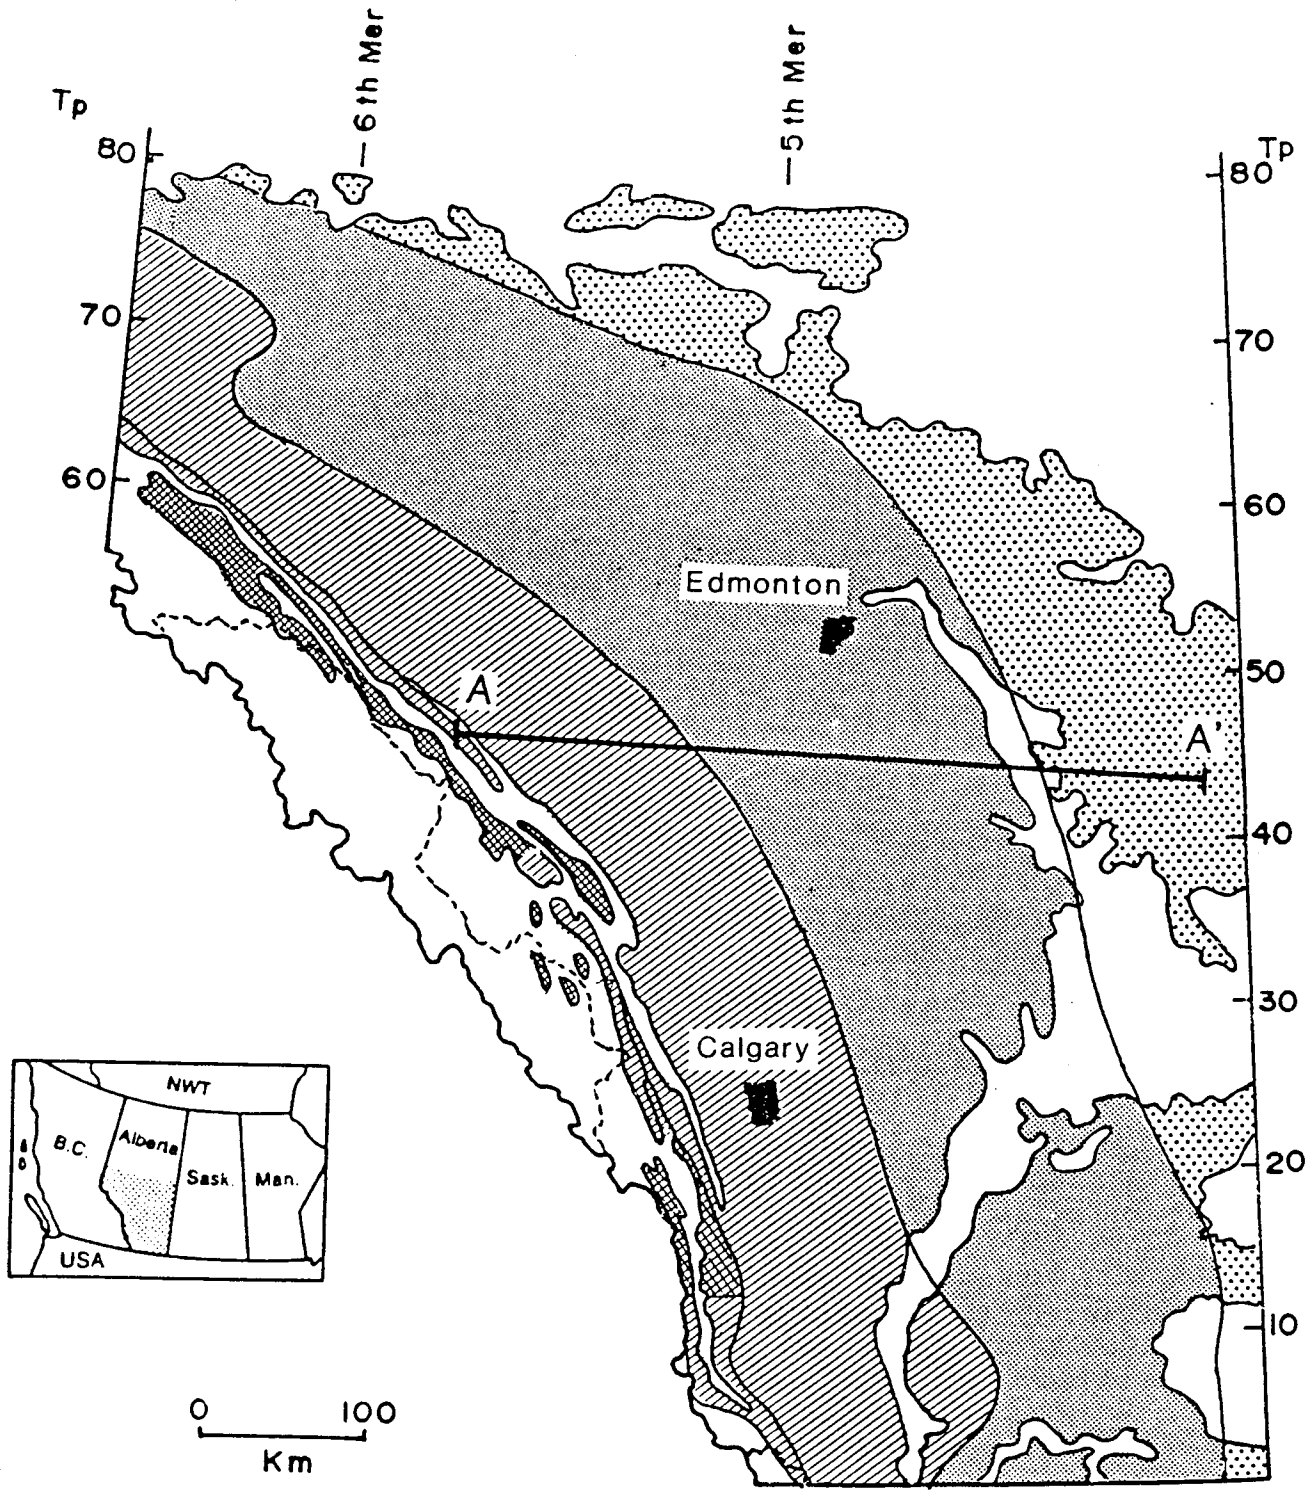 —6th Mer
—5th Mer
Tp
80
70
60
Tp
80
70
60
50
40
30
20
10
Edmonton
A
A'
Calgary
NWT
B.C.
Alberta
Sask.
Man.
USA
0 100
Km